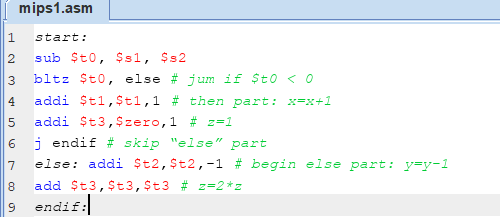 mips1.asm
1 start:
2 sub $t0, $s1, $s2
3 bltz $t0, else # jum if $t0 < 0
4 addi $t1,$t1,1 # then part: x=x+1
5 addi $t3,$zero,1 # z=1
6 j endif # skip “else” part
7 else: addi $t2,$t2,-1 # begin else part: y=y-1
8 add $t3,$t3,$t3 # z=2*z
9 endif: